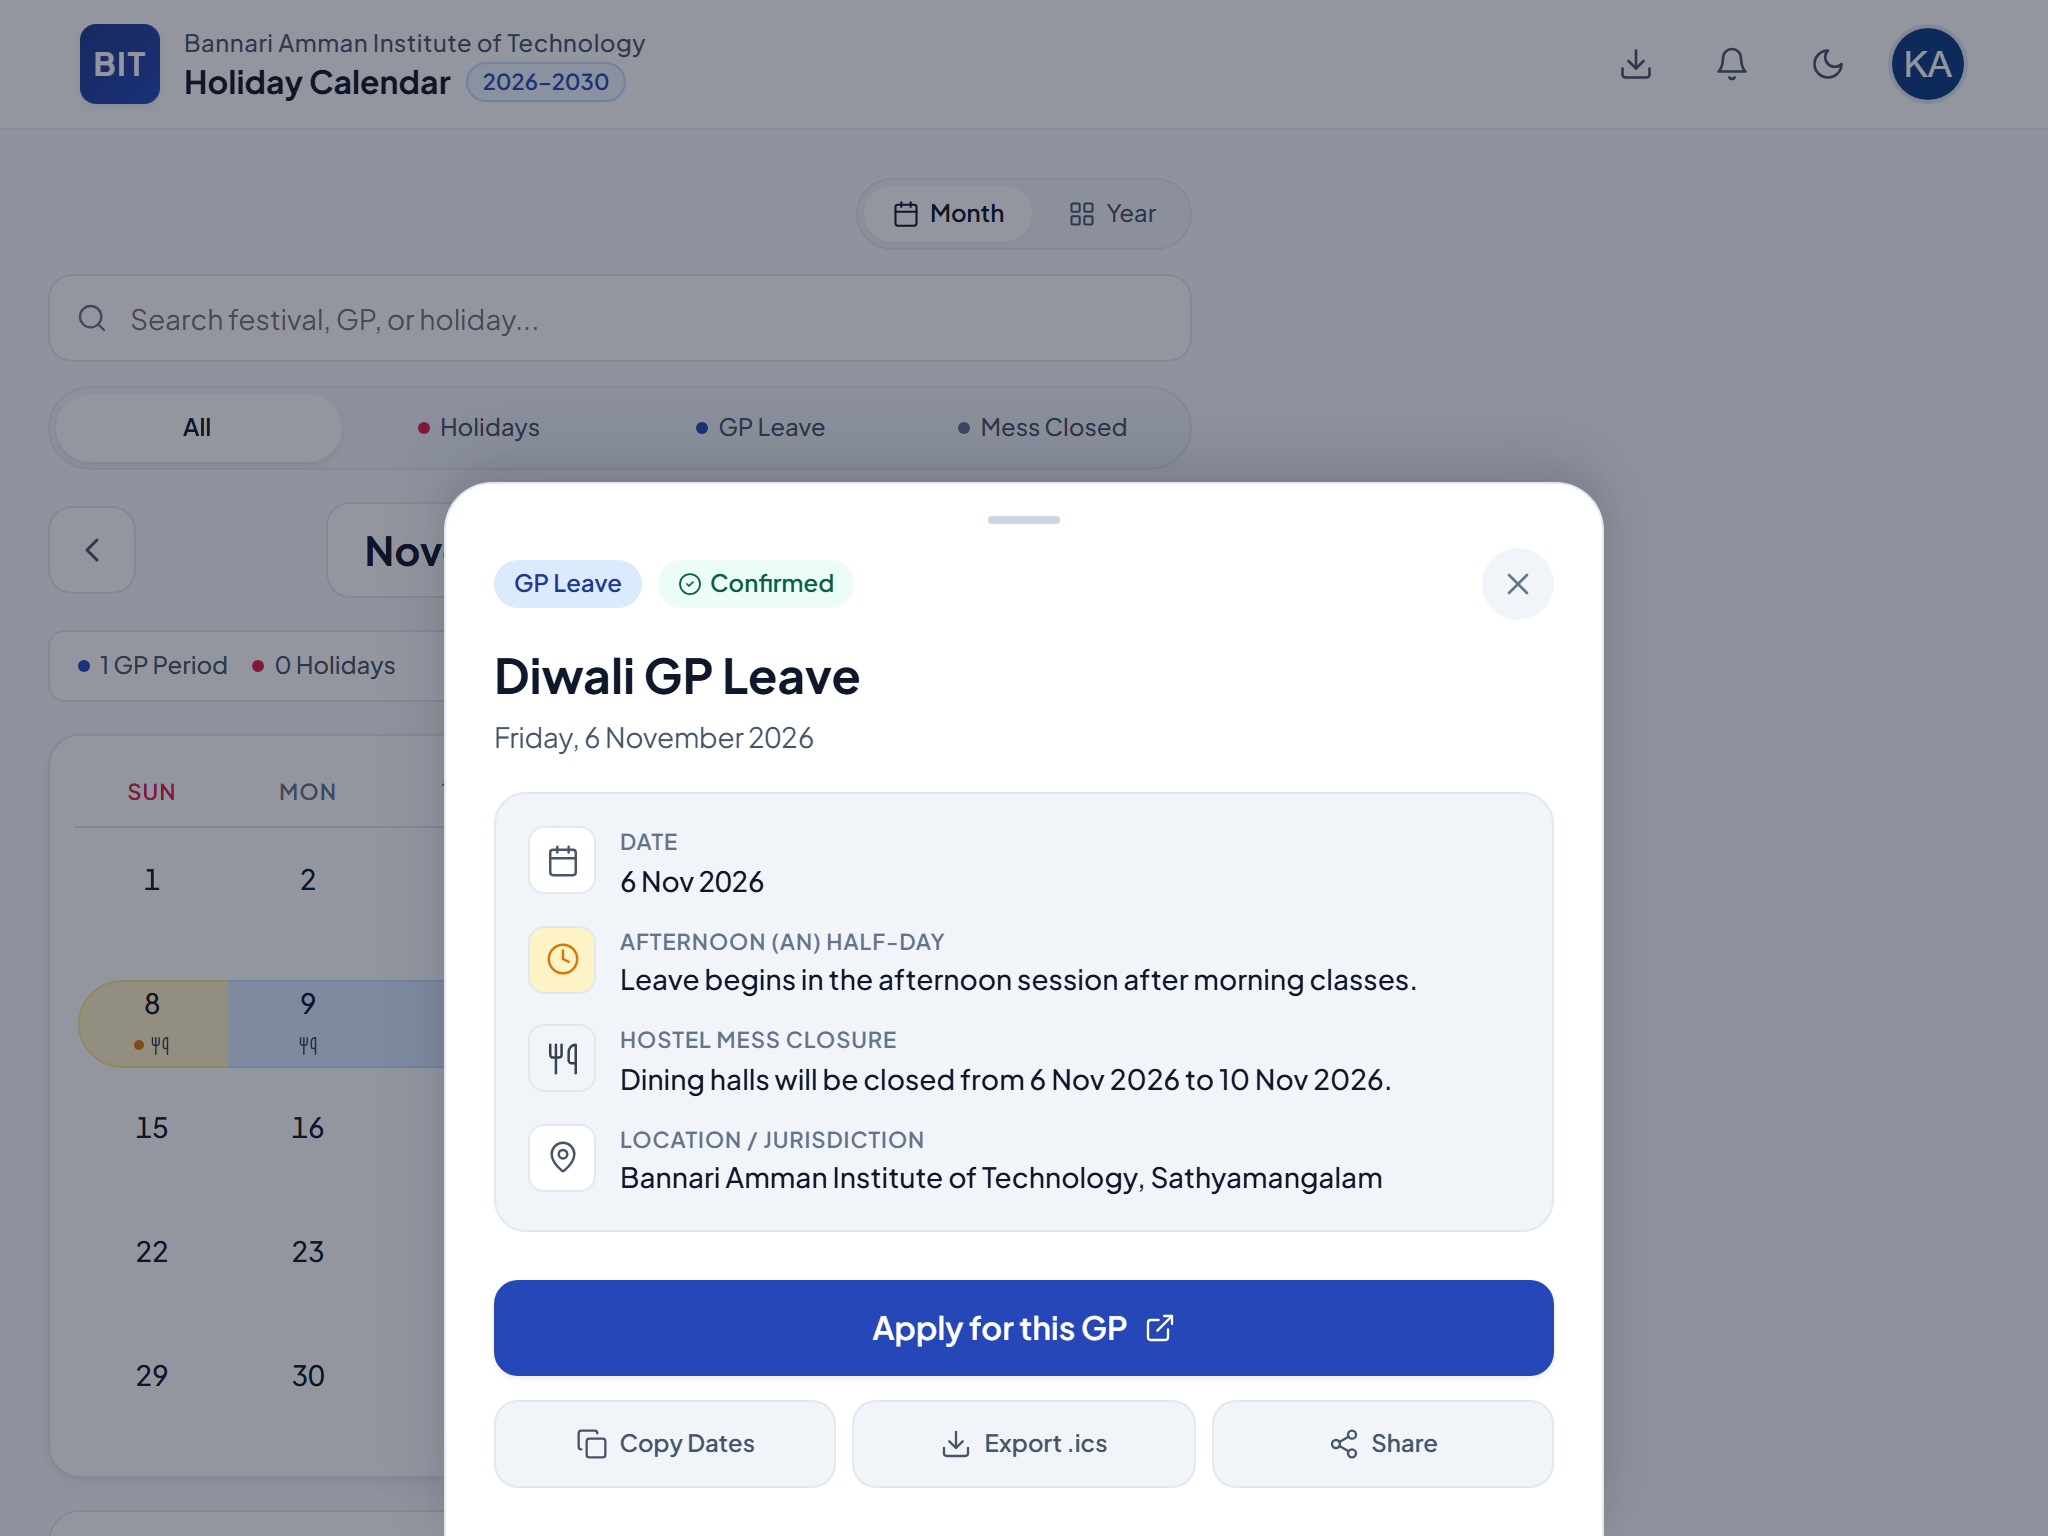 BIT
Bannari Amman Institute of Technology
Holiday Calendar 2026–2030
KA
Month Year
Search festival, GP, or holiday...
All Holidays GP Leave Mess Closed
Nov
1 GP Period 0 Holidays
SUN MON
1 2
8 9
15 16
22 23
29 30
GP Leave Confirmed
Diwali GP Leave
Friday, 6 November 2026
DATE
6 Nov 2026
AFTERNOON (AN) HALF-DAY
Leave begins in the afternoon session after morning classes.
HOSTEL MESS CLOSURE
Dining halls will be closed from 6 Nov 2026 to 10 Nov 2026.
LOCATION / JURISDICTION
Bannari Amman Institute of Technology, Sathyamangalam
Apply for this GP
Copy Dates Export .ics Share